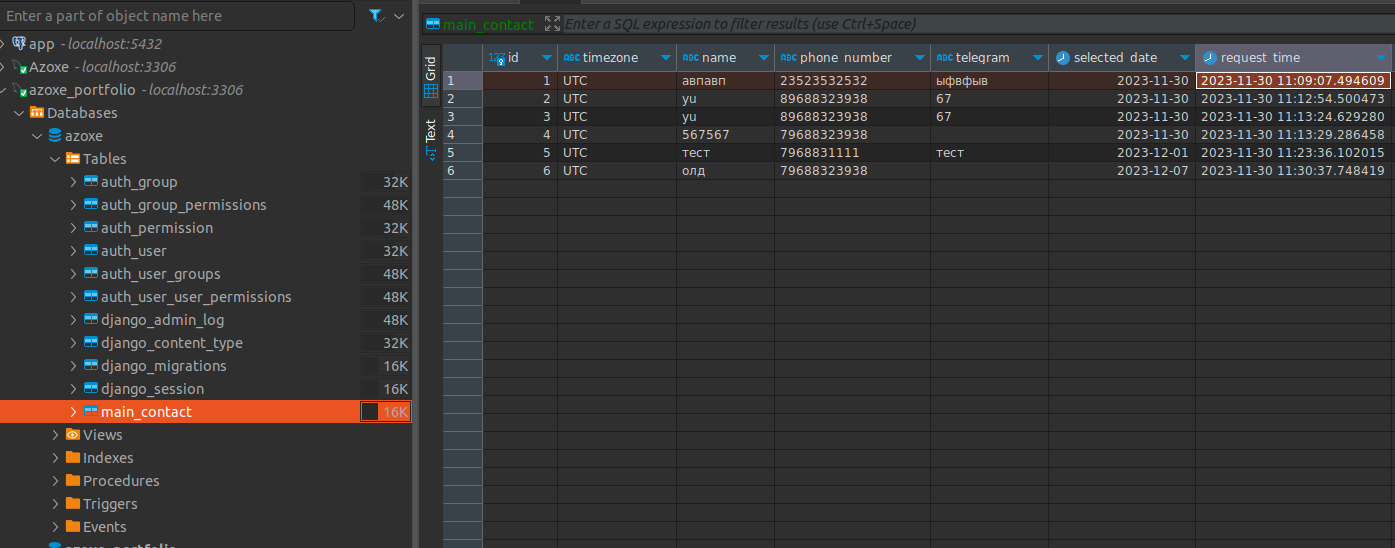 Enter a part of object name here
app - localhost:5432
Azoxe - localhost:3306
azoxe_portfolio - localhost:3306
Databases
azoxe
Tables
auth_group 32K
auth_group_permissions 48K
auth_permission 32K
auth_user 32K
auth_user_groups 48K
auth_user_user_permissions 48K
django_admin_log 48K
django_content_type 32K
django_migrations 16K
django_session 16K
main_contact 16K
Views
Indexes
Procedures
Triggers
Events
main_contact Enter a SQL expression to filter results (use Ctrl+Space)
Grid
Text
123 id ABC timezone ABC name ABC phone_number ABC telegram selected_date request_time
1 1 UTC авпавп 23523532532 ыфвфыв 2023-11-30 2023-11-30 11:09:07.494609
2 2 UTC yu 89688323938 67 2023-11-30 2023-11-30 11:12:54.500473
3 3 UTC yu 89688323938 67 2023-11-30 2023-11-30 11:13:24.629280
4 4 UTC 567567 79688323938 2023-11-30 2023-11-30 11:13:29.286458
5 5 UTC тест 7968831111 тест 2023-12-01 2023-11-30 11:23:36.102015
6 6 UTC олд 79688323938 2023-12-07 2023-11-30 11:30:37.748419